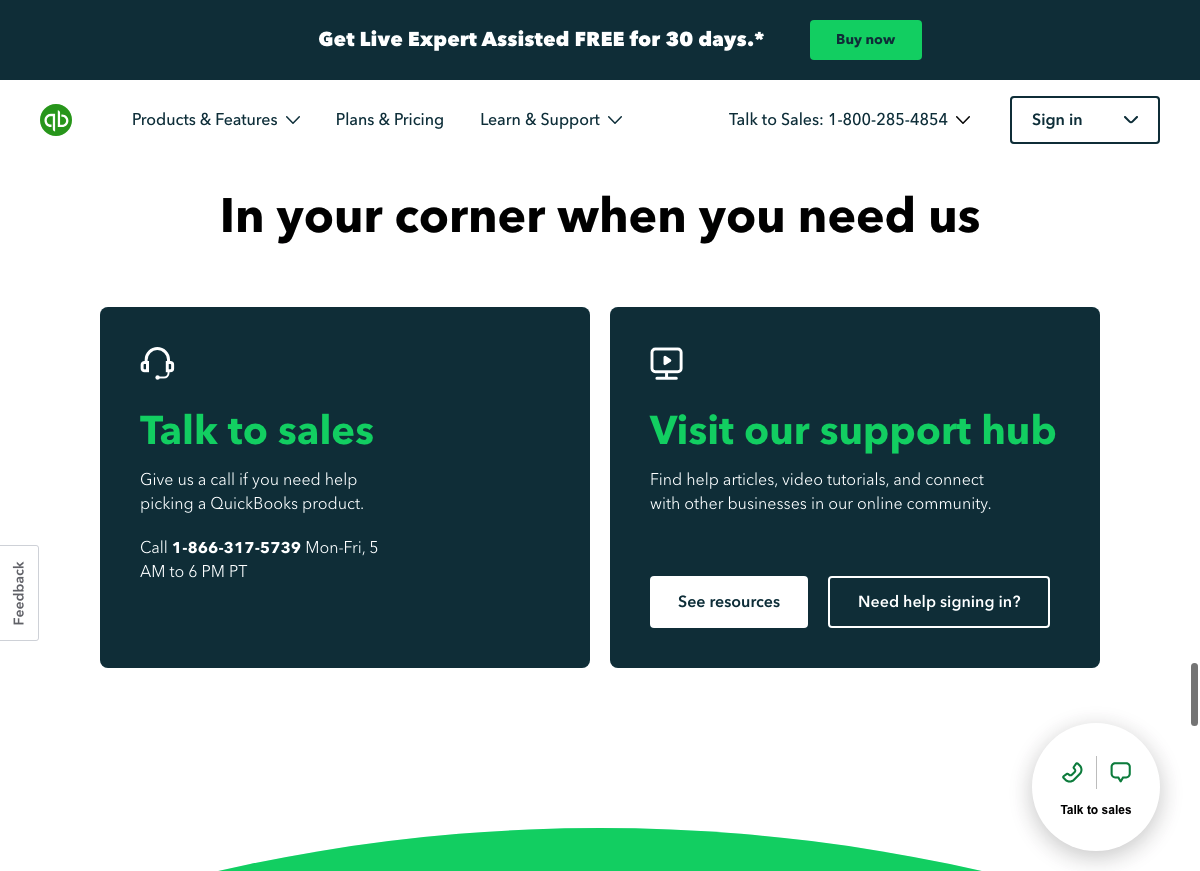 Get Live Expert Assisted FREE for 30 days.*
Buy now
qb
Products & Features
Plans & Pricing
Learn & Support
Talk to Sales: 1-800-285-4854
Sign in
In your corner when you need us
Talk to sales
Give us a call if you need help
picking a QuickBooks product.
Call 1-866-317-5739 Mon-Fri, 5
AM to 6 PM PT
Visit our support hub
Find help articles, video tutorials, and connect
with other businesses in our online community.
See resources
Need help signing in?
Feedback
Talk to sales